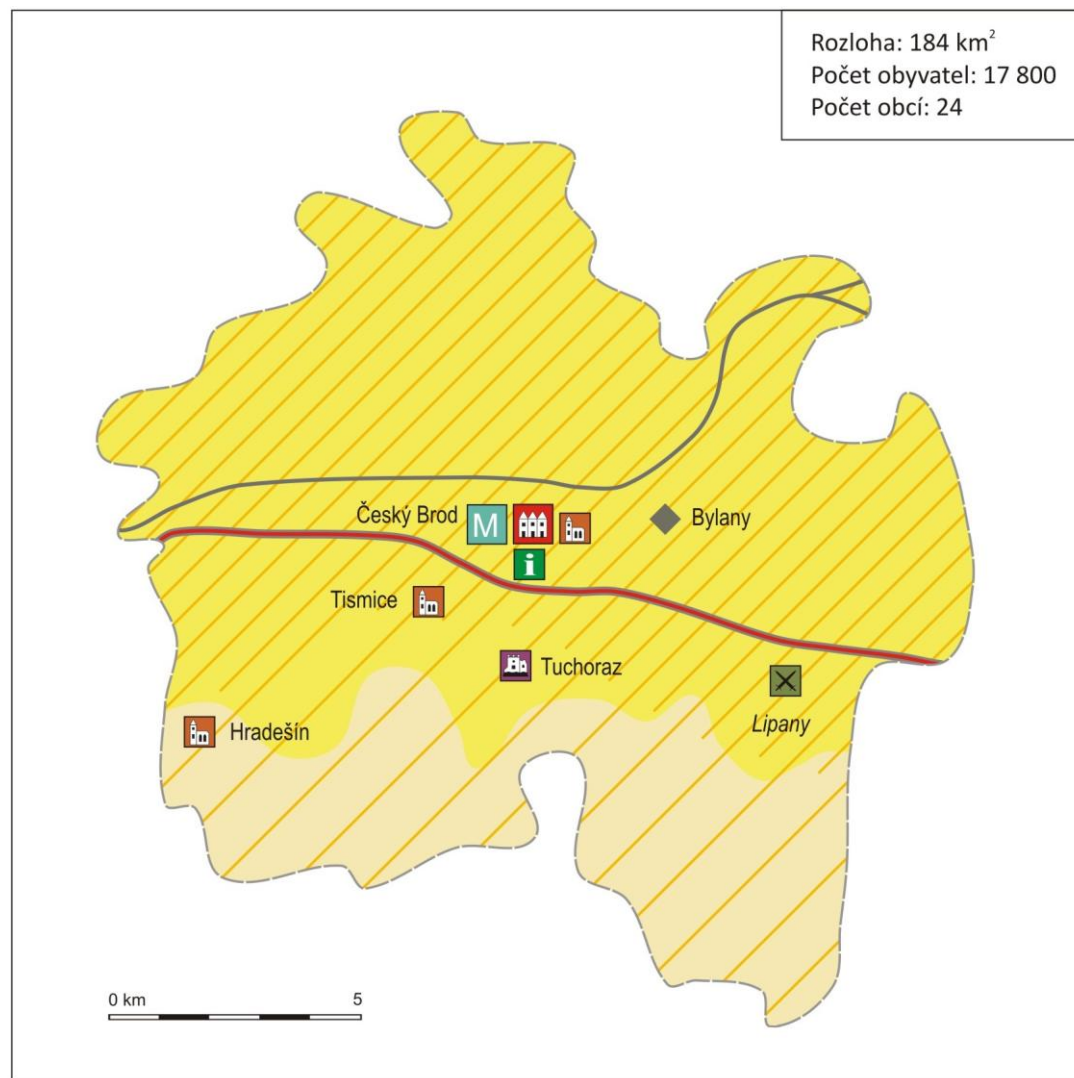 Rozloha: 184 km²
Počet obyvatel: 17 800
Počet obcí: 24
Český Brod
M
i
Bylany
Tismice
Tuchoraz
Lipany
Hradešín
0 km 5